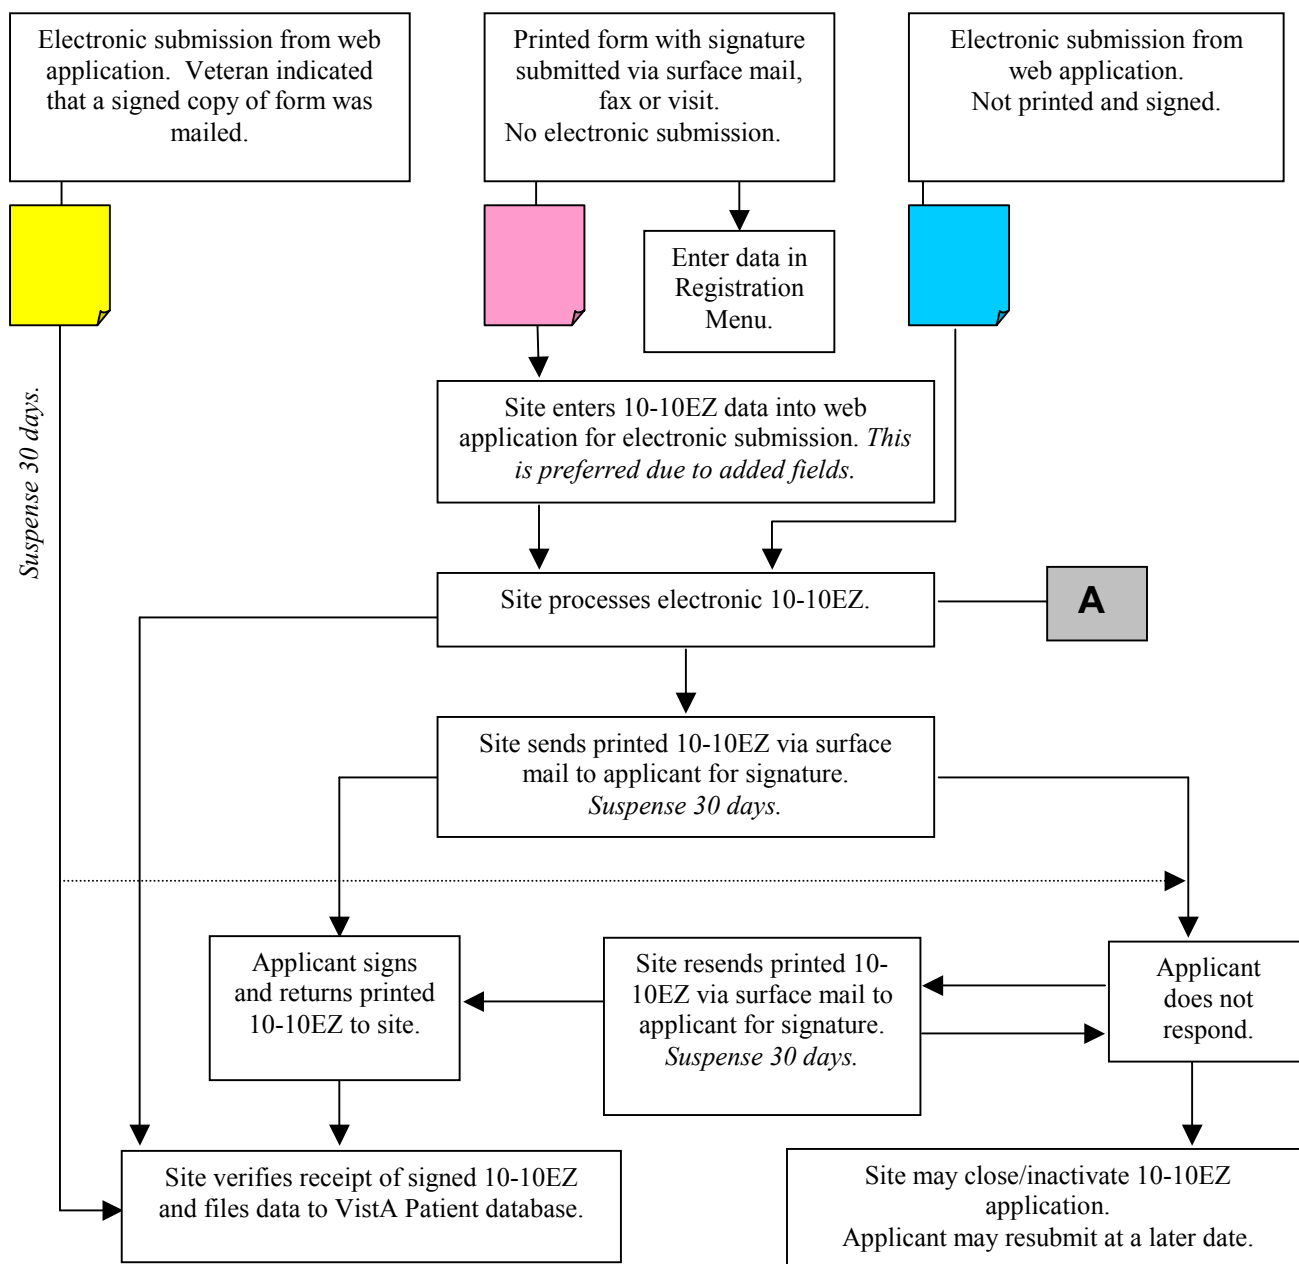 Electronic submission from web
application.  Veteran indicated
that a signed copy of form was
mailed.
Printed form with signature
submitted via surface mail,
fax or visit.
No electronic submission.
Electronic submission from
web application.
Not printed and signed.
Enter data in
Registration
Menu.
Suspense 30 days.
Site enters 10-10EZ data into web
application for electronic submission. This
is preferred due to added fields.
Site processes electronic 10-10EZ.
A
Site sends printed 10-10EZ via surface
mail to applicant for signature.
Suspense 30 days.
Applicant signs
and returns printed
10-10EZ to site.
Site resends printed 10-
10EZ via surface mail to
applicant for signature.
Suspense 30 days.
Applicant
does not
respond.
Site verifies receipt of signed 10-10EZ
and files data to VistA Patient database.
Site may close/inactivate 10-10EZ
application.
Applicant may resubmit at a later date.